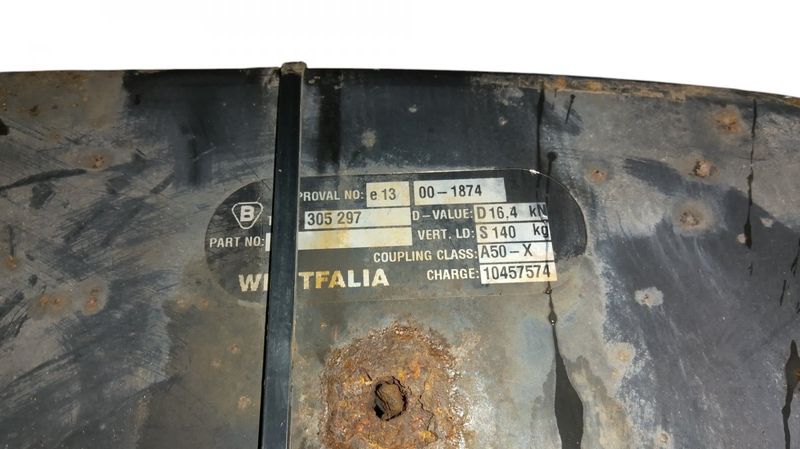 PROVAL NO: e 13 00-1874
B T 305 297 D-VALUE: D 16.4 kN
PART NO: VERT. LD: S 140 kg
COUPLING CLASS: A50-X
W TFALIA CHARGE: 10457574